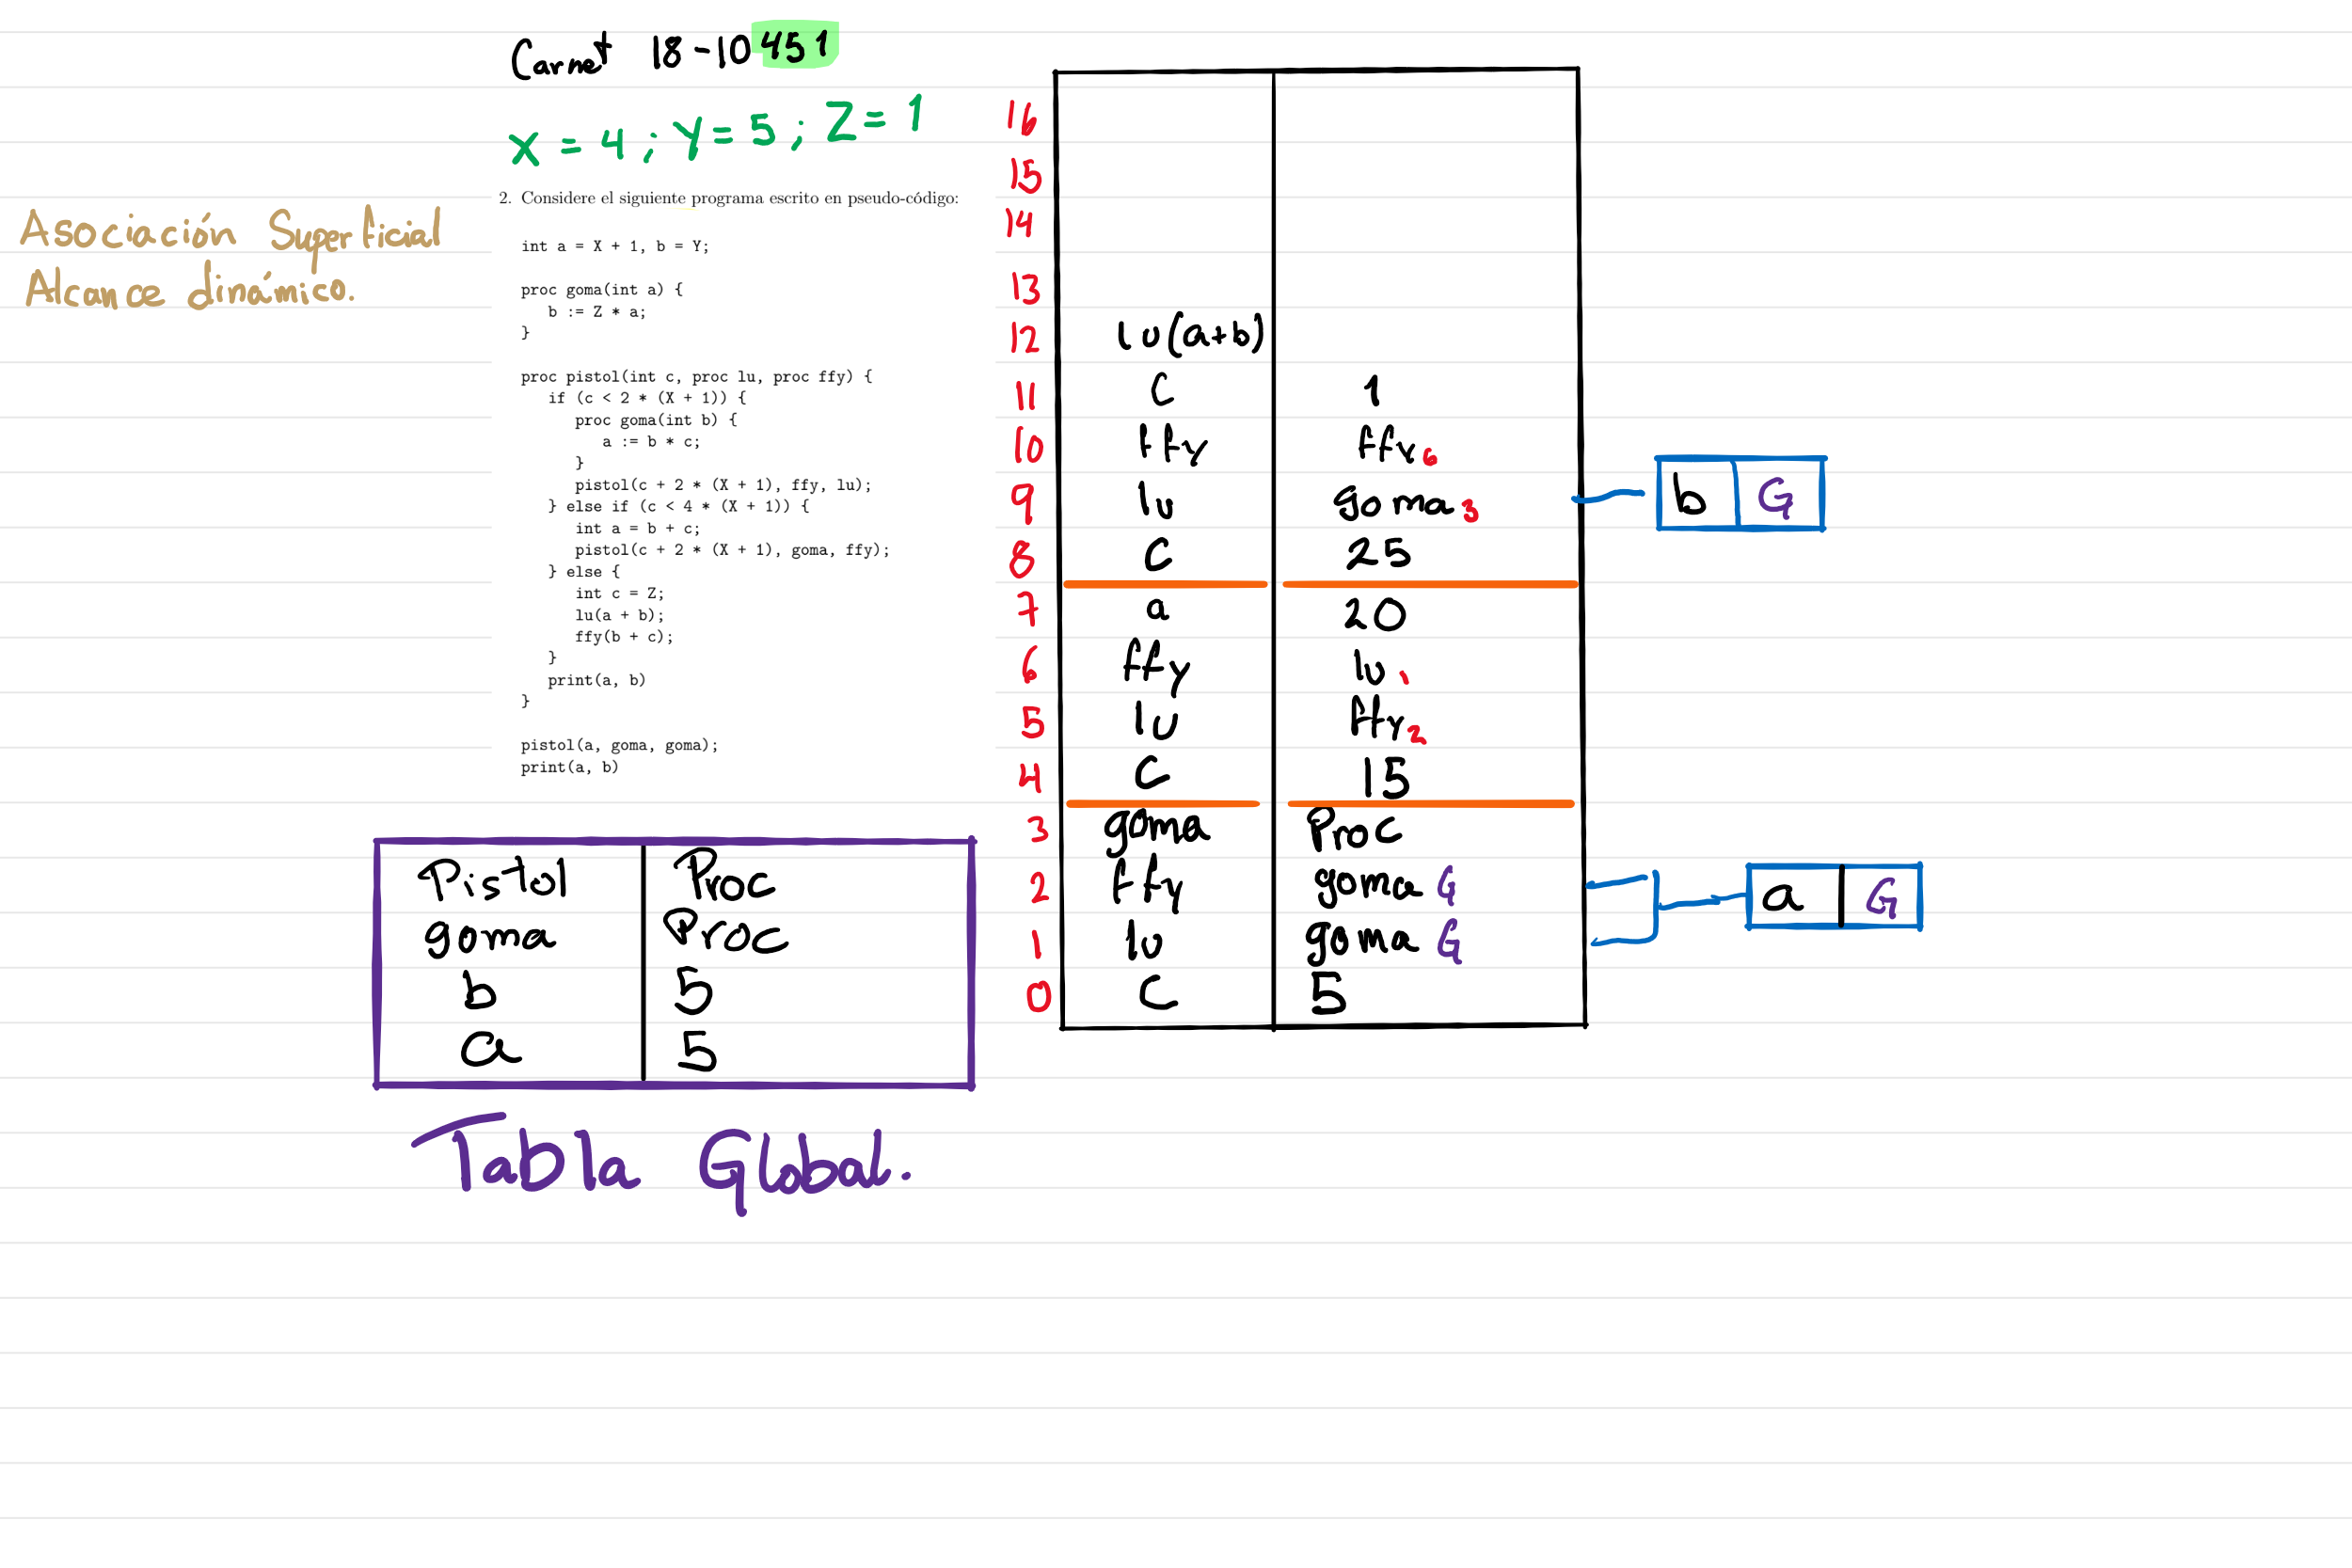 Carnet 18-10451
X = 4 ; Y = 5 ; Z = 1
Asociación Superficial
Alcance dinámico.
2. Considere el siguiente programa escrito en pseudo-código:
int a = X + 1, b = Y;
proc goma(int a) {
b := Z * a;
}
proc pistol(int c, proc lu, proc ffy) {
if (c < 2 * (X + 1)) {
proc goma(int b) {
a := b * c;
}
pistol(c + 2 * (X + 1), ffy, lu);
} else if (c < 4 * (X + 1)) {
int a = b + c;
pistol(c + 2 * (X + 1), goma, ffy);
} else {
int c = Z;
lu(a + b);
ffy(b + c);
}
print(a, b)
}
pistol(a, goma, goma);
print(a, b)
Pistol Proc
goma Proc
b 5
a 5
Tabla Global.
16
15
14
13
12 lu(a+b)
11 C 1
10 ffy ffy6
9 lu goma3
8 C 25
7 a 20
6 ffy lu1
5 lu ffy2
4 C 15
3 goma Proc
2 ffy goma G
1 lu goma G
0 C 5
b G
a G